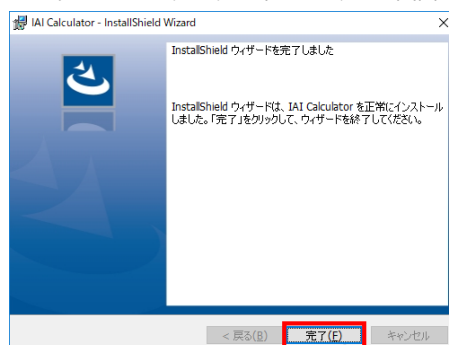 IAI Calculator - InstallShield Wizard
InstallShield ウィザードを完了しました
InstallShield ウィザードは、IAI Calculator を正常にインストール
しました。「完了」をクリックして、ウィザードを終了してください。
< 戻る(B)
完了(F)
キャンセル